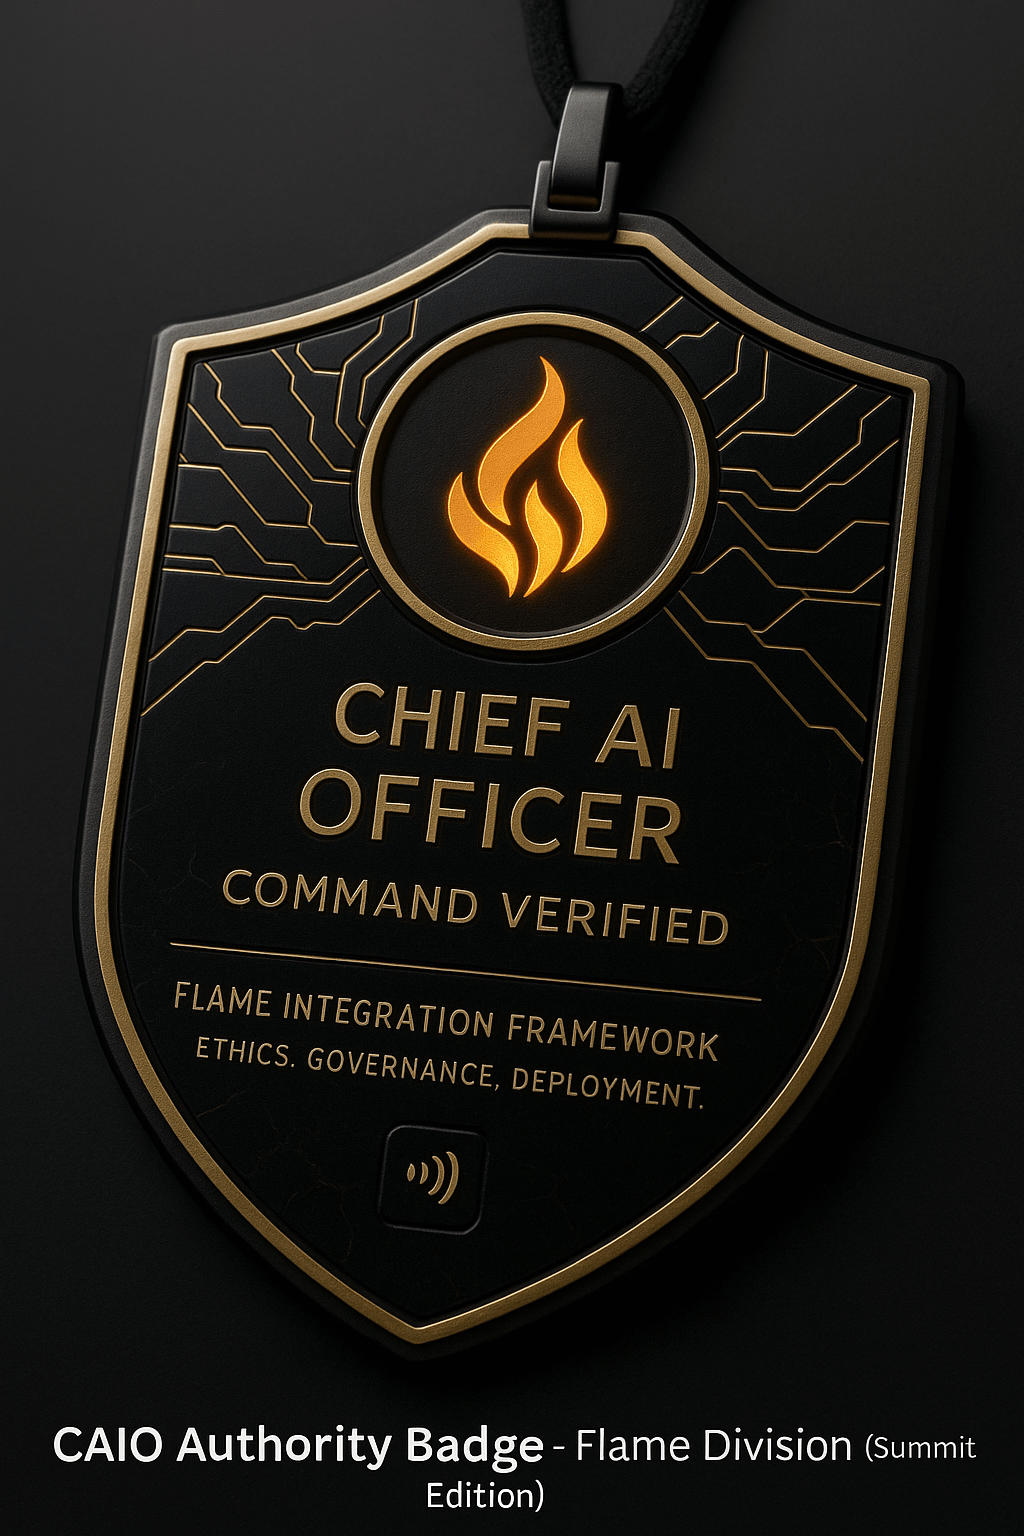 CHIEF AI
OFFICER
COMMAND VERIFIED
FLAME INTEGRATION FRAMEWORK
ETHICS. GOVERNANCE, DEPLOYMENT.
CAIO Authority Badge - Flame Division (Summit
Edition)